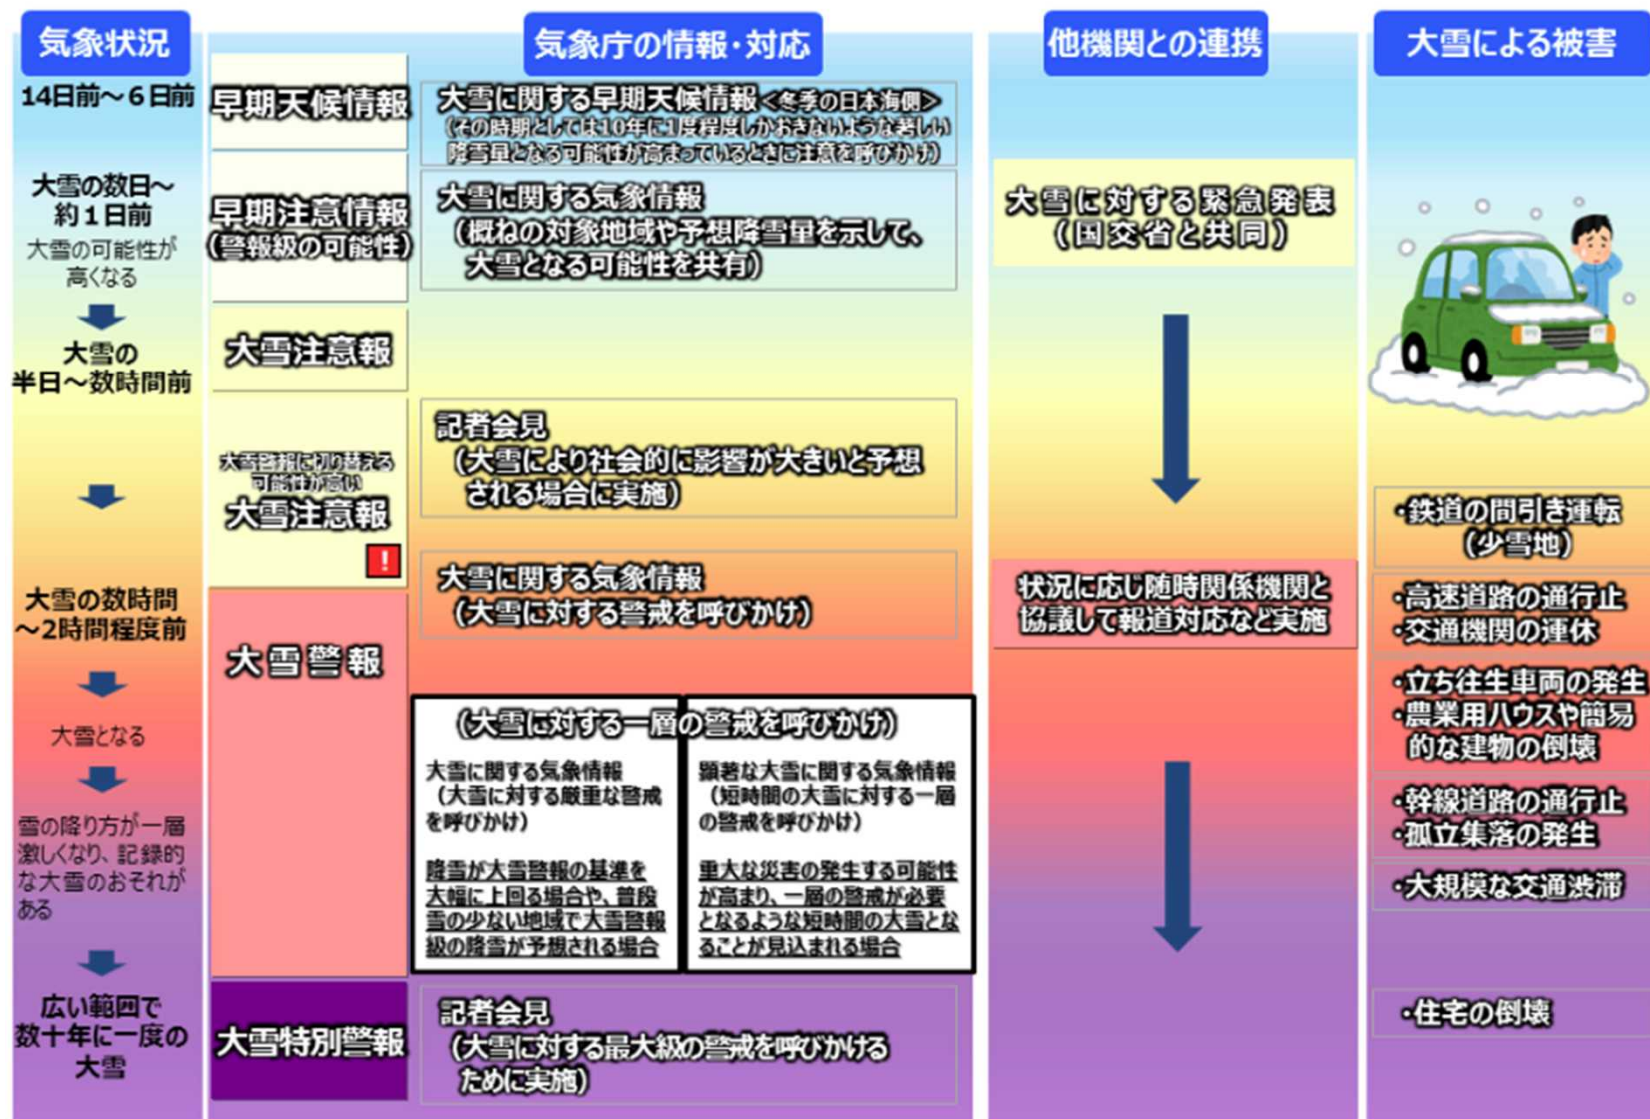 気象状況
14日前～6日前
大雪の数日～
約1日前
大雪の可能性が
高くなる
大雪の
半日～数時間前
大雪の数時間
～2時間程度前
大雪となる
雪の降り方が一層
激しくなり、記録的
な大雪のおそれが
ある
広い範囲で
数十年に一度の
大雪
気象庁の情報・対応
早期天候情報
早期注意情報
(警報級の可能性)
大雪注意報
大雪警報に切り替える
可能性が高い
大雪注意報
!
大雪警報
大雪特別警報
大雪に関する早期天候情報<冬季の日本海側>
（その時期としては10年に1度程度しかおきないような著しい
降雪量となる可能性が高まっているときに注意を呼びかけ）
大雪に関する気象情報
（概ねの対象地域や予想降雪量を示して、
大雪となる可能性を共有）
記者会見
（大雪により社会的に影響が大きいと予想
される場合に実施）
大雪に関する気象情報
（大雪に対する警戒を呼びかけ）
（大雪に対する一層の警戒を呼びかけ）
大雪に関する気象情報
（大雪に対する厳重な警戒
を呼びかけ）
降雪が大雪警報の基準を
大幅に上回る場合や、普段
雪の少ない地域で大雪警報
級の降雪が予想される場合
顕著な大雪に関する気象情報
（短時間の大雪に対する一層
の警戒を呼びかけ）
重大な災害の発生する可能性
が高まり、一層の警戒が必要
となるような短時間の大雪とな
ることが見込まれる場合
記者会見
（大雪に対する最大級の警戒を呼びかける
ために実施）
他機関との連携
大雪に対する緊急発表
（国交省と共同）
状況に応じ随時関係機関と
協議して報道対応など実施
大雪による被害
・鉄道の間引き運転
（少雪地）
・高速道路の通行止
・交通機関の運休
・立ち往生車両の発生
・農業用ハウスや簡易
的な建物の倒壊
・幹線道路の通行止
・孤立集落の発生
・大規模な交通渋滞
・住宅の倒壊